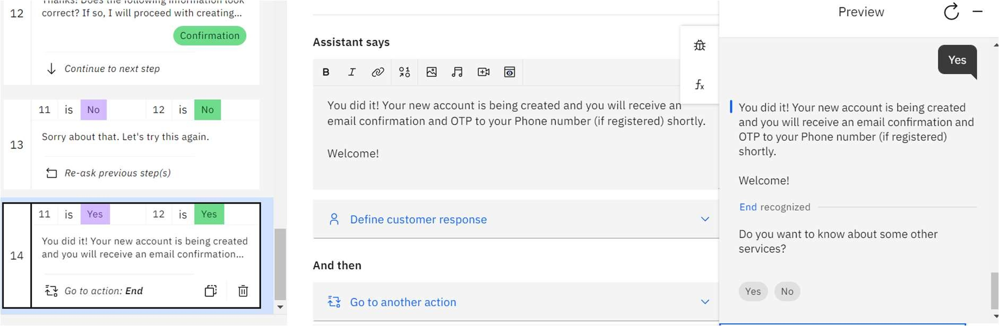 12
Thanks! Does the following information look
correct? If so, I will proceed with creating...
Confirmation
Continue to next step
11 is No 12 is No
13
Sorry about that. Let's try this again.
Re-ask previous step(s)
11 is Yes 12 is Yes
14
You did it! Your new account is being created
and you will receive an email confirmation...
Go to action: End
Assistant says
B I
You did it! Your new account is being created and you will receive an
email confirmation and OTP to your Phone number (if registered) shortly.
Welcome!
Define customer response
And then
Go to another action
fx
Preview
Yes
You did it! Your new account is being created
and you will receive an email confirmation and
OTP to your Phone number (if registered)
shortly.
Welcome!
End recognized
Do you want to know about some other
services?
Yes No